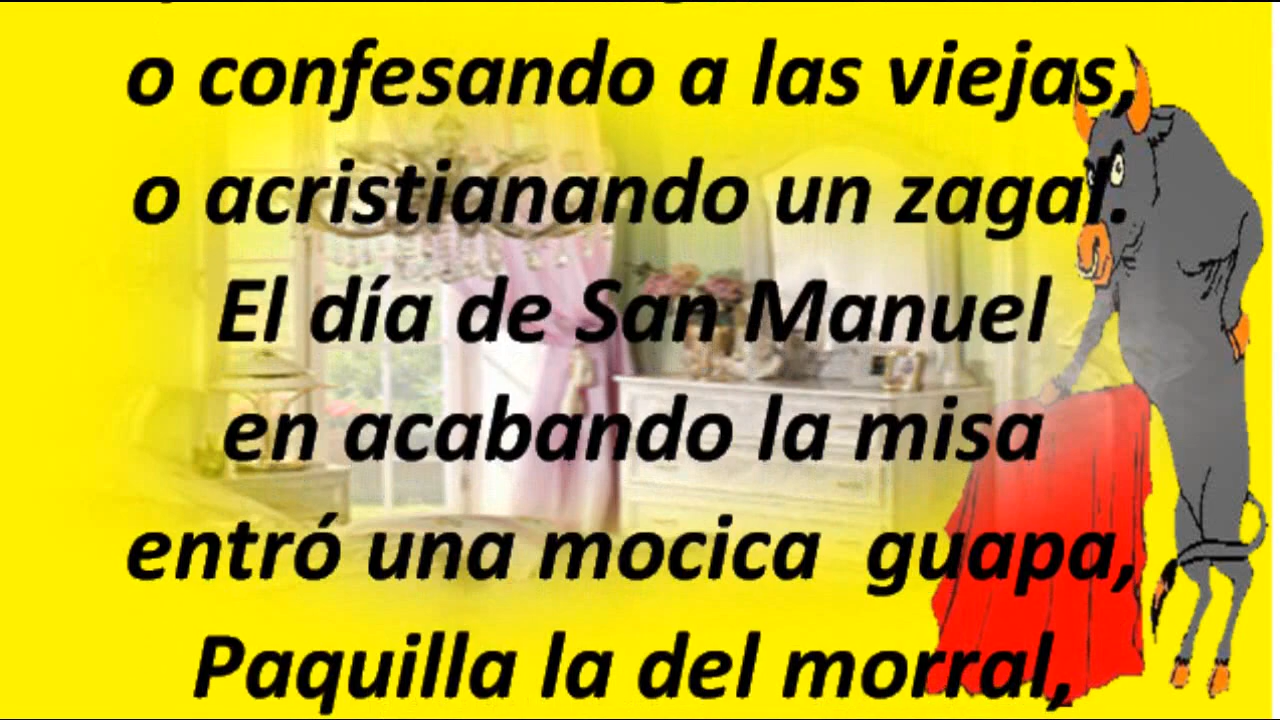 o confesando a las viejas,
o acristianando un zagal.
El día de San Manuel
en acabando la misa
entró una mocica guapa,
Paquilla la del morral,